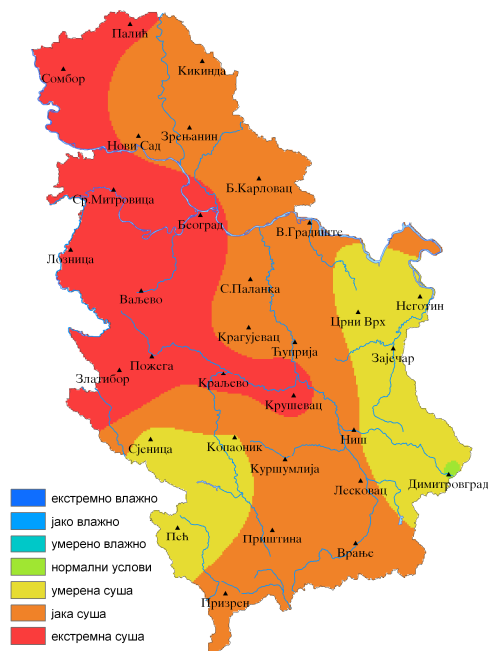 Палић
Кикинда
Сомбор
Зрењанин
Нови Сад
Б.Карловац
Ср.Митровица
Београд
В.Градиште
Лозница
С.Паланка
Ваљево
Неготин
Црни Врх
Крагујевац
Ћуприја
Зајечар
Пожега
Златибор
Краљево
Крушевац
Ниш
Сјеница
Копаоник
Куршумлија
Димитровград
Лесковац
Пећ
Приштина
Врање
Призрен
екстремно влажно
јако влажно
умерено влажно
нормални услови
умерена суша
јака суша
екстремна суша